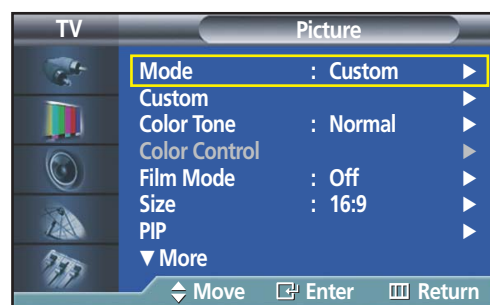 TV Picture
Mode : Custom ▶
Custom ▶
Color Tone : Normal ▶
Color Control ▶
Film Mode : Off ▶
Size : 16:9 ▶
PIP ▶
▼More
Move Enter Return